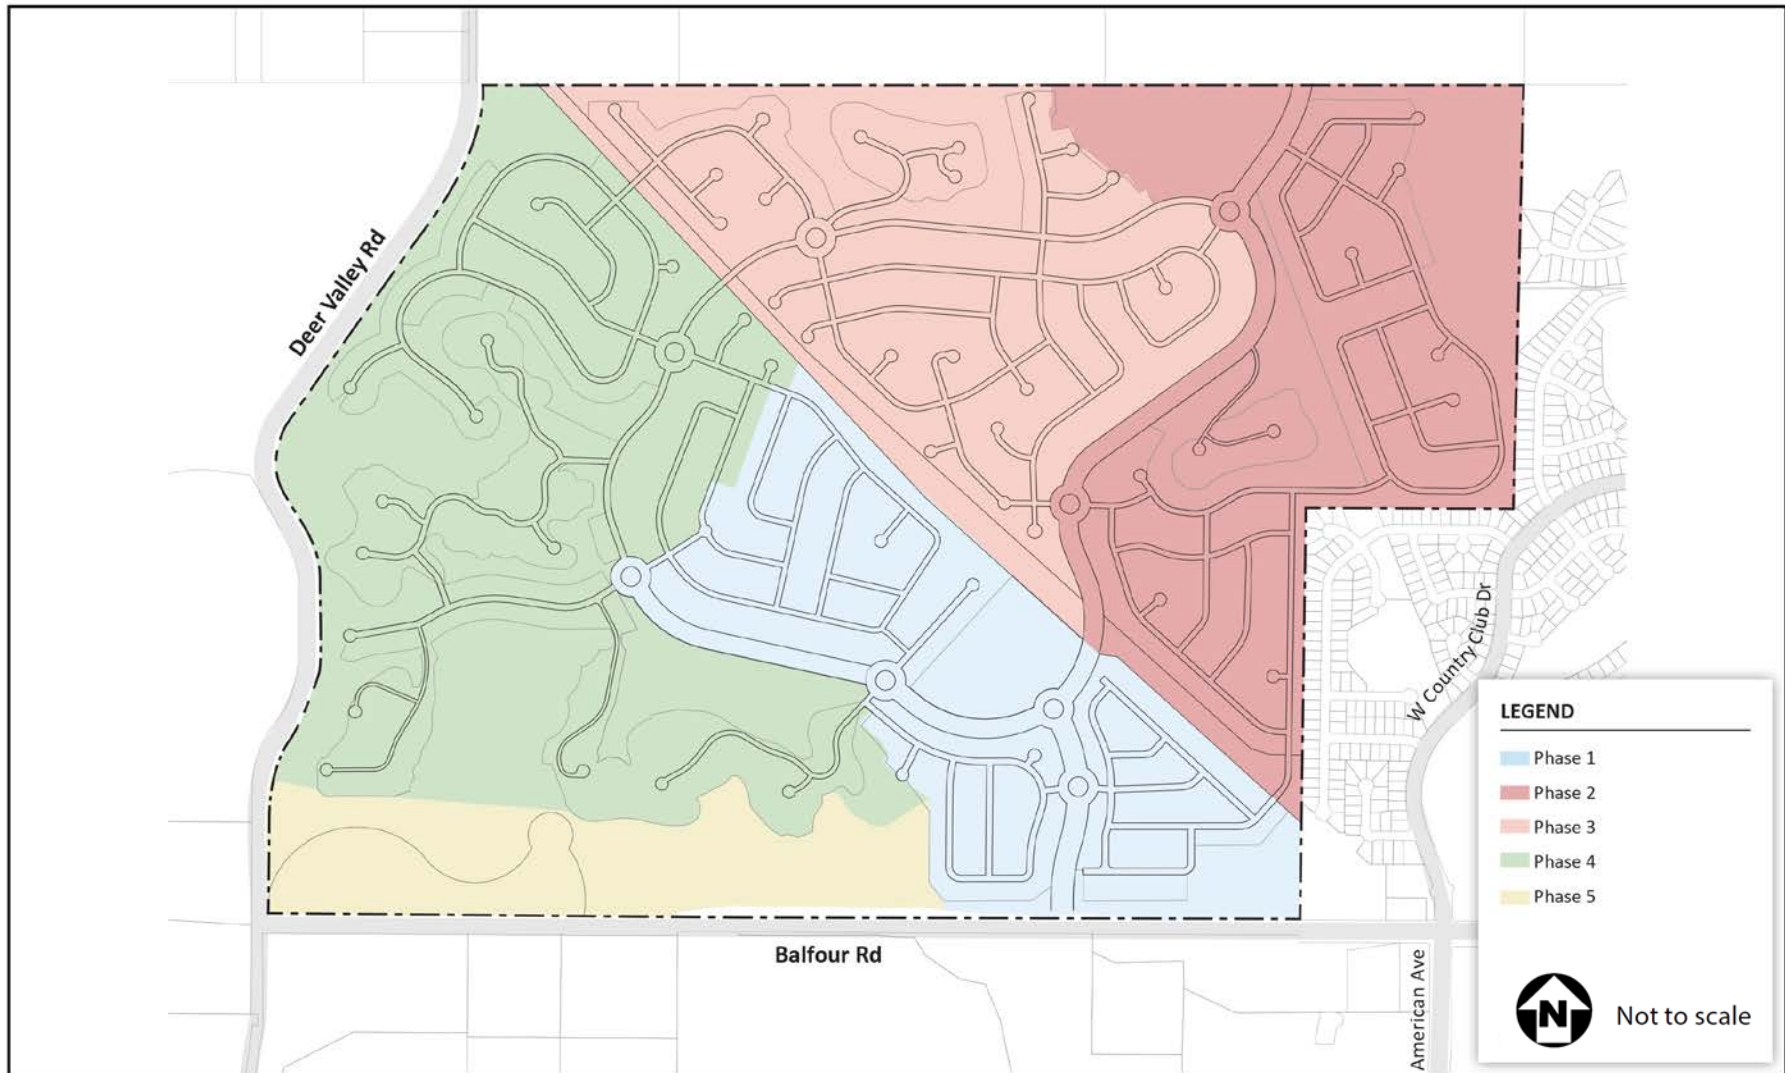 Deer Valley Rd
W Country Club Dr
LEGEND
Phase 1
Phase 2
Phase 3
Phase 4
Phase 5
Balfour Rd
American Ave
N
Not to scale